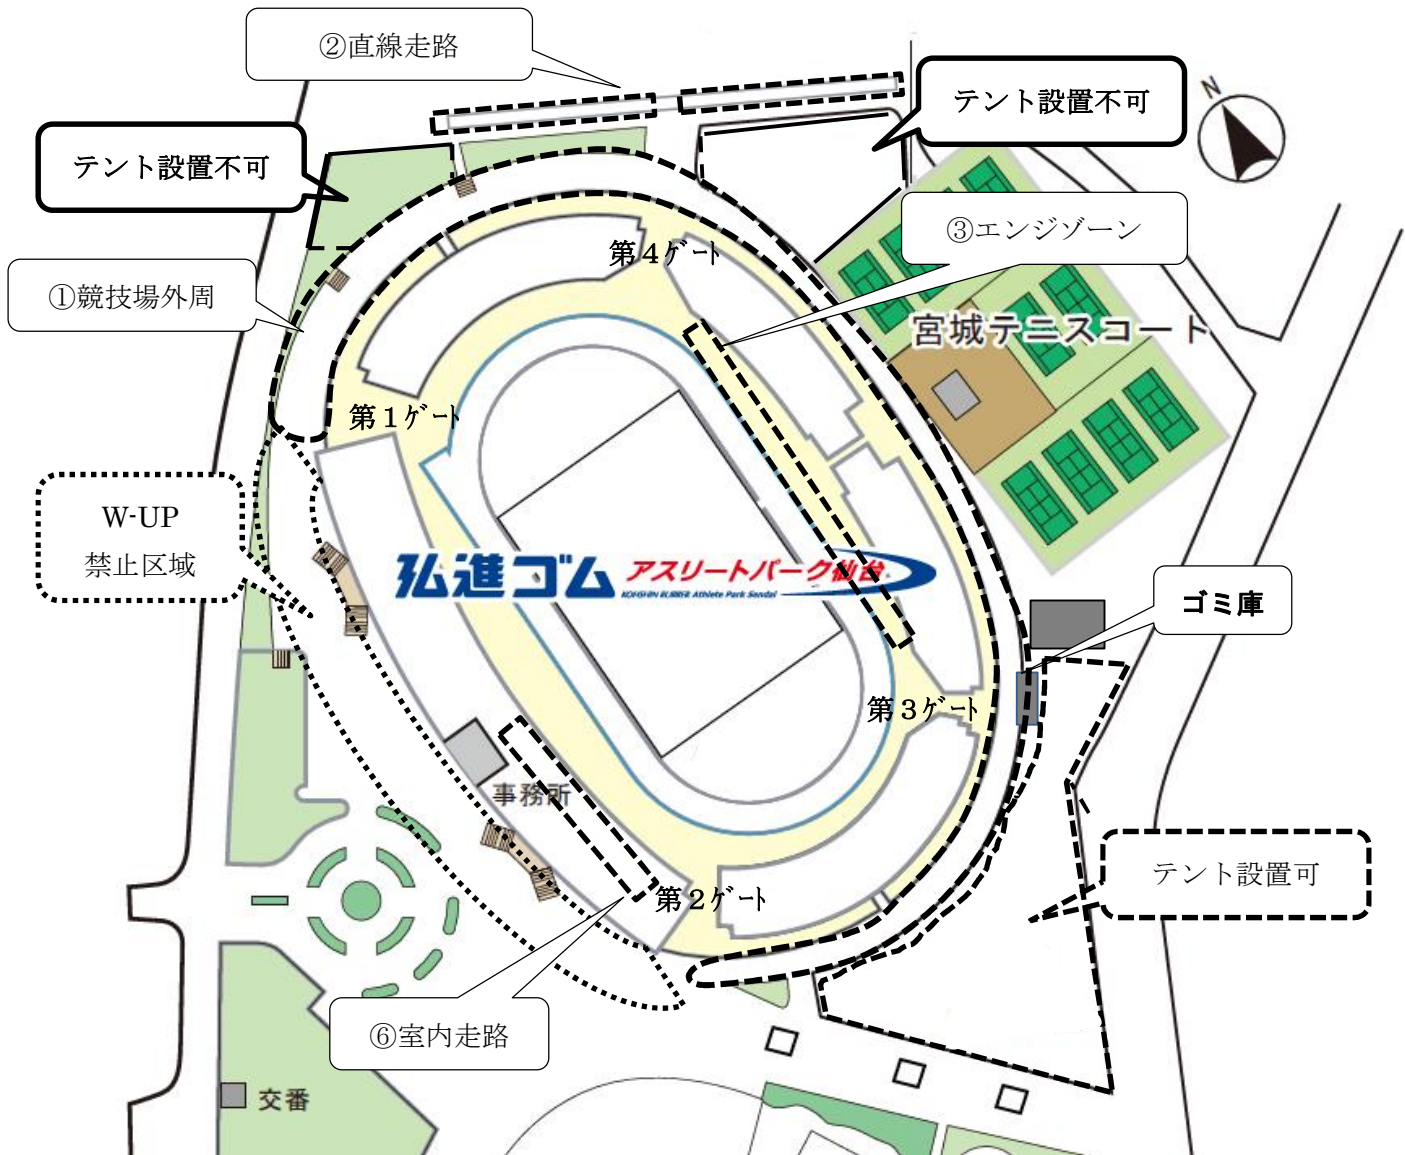 ②直線走路
テント設置不可
N
テント設置不可
③エンジゾーン
第4ゲート
①競技場外周
宮城テニスコート
第1ゲート
W-UP
禁止区域
弘進ゴム アスリートパーク仙台
KOHSHIN RUBBER Athlete Park Sendai
ゴミ庫
第3ゲート
事務所
テント設置可
第2ゲート
⑥室内走路
交番